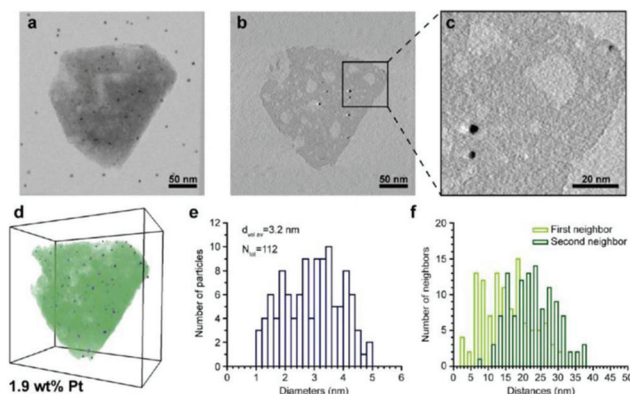 a
50 nm
b
50 nm
c
20 nm
d
1.9 wt% Pt
e
d vol av=3.2 nm
N tot=112
Number of particles
12
10
8
6
4
2
0
0 1 2 3 4 5 6
Diameters (nm)
f
First neighbor
Second neighbor
Number of neighbors
20
15
10
5
0
0 5 10 15 20 25 30 35 40 45 50
Distances (nm)